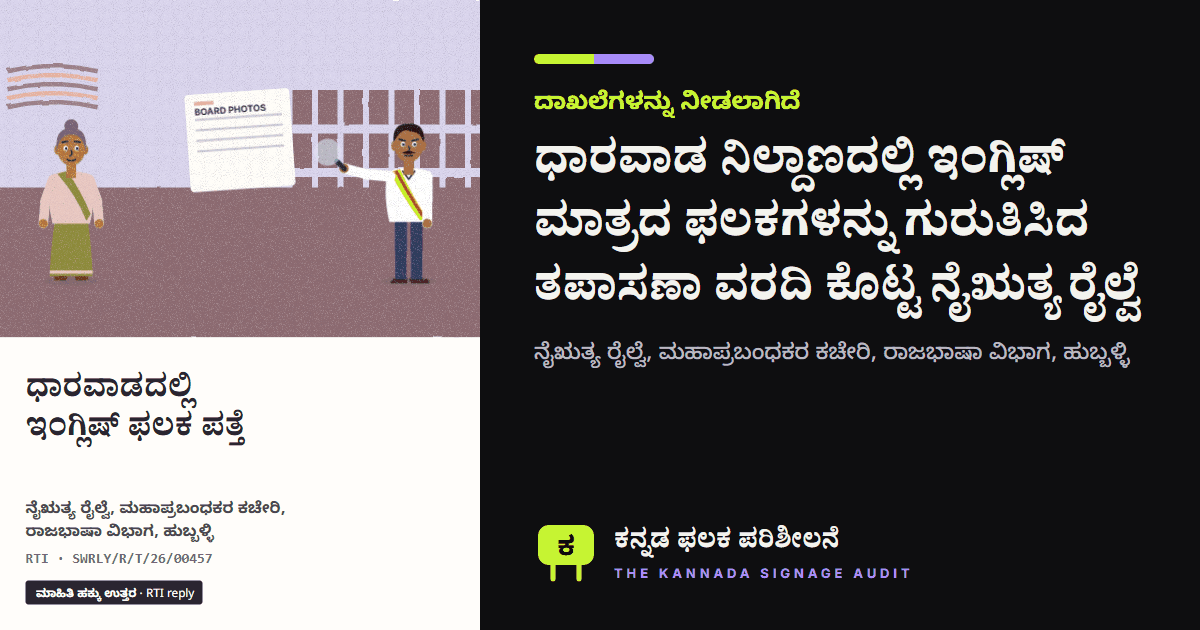 BOARD PHOTOS
ಧಾರವಾಡದಲ್ಲಿ
ಇಂಗ್ಲಿಷ್ ಫಲಕ ಪತ್ತೆ
ನೈಋತ್ಯ ರೈಲ್ವೆ, ಮಹಾಪ್ರಬಂಧಕರ ಕಚೇರಿ,
ರಾಜಭಾಷಾ ವಿಭಾಗ, ಹುಬ್ಬಳ್ಳಿ
RTI · SWRLY/R/T/26/00457
ಮಾಹಿತಿ ಹಕ್ಕು ಉತ್ತರ · RTI reply
ದಾಖಲೆಗಳನ್ನು ನೀಡಲಾಗಿದೆ
ಧಾರವಾಡ ನಿಲ್ದಾಣದಲ್ಲಿ ಇಂಗ್ಲಿಷ್
ಮಾತ್ರದ ಫಲಕಗಳನ್ನು ಗುರುತಿಸಿದ
ತಪಾಸಣಾ ವರದಿ ಕೊಟ್ಟ ನೈಋತ್ಯ ರೈಲ್ವೆ
ನೈಋತ್ಯ ರೈಲ್ವೆ, ಮಹಾಪ್ರಬಂಧಕರ ಕಚೇರಿ, ರಾಜಭಾಷಾ ವಿಭಾಗ, ಹುಬ್ಬಳ್ಳಿ
ಕ
ಕನ್ನಡ ಫಲಕ ಪರಿಶೀಲನೆ
THE KANNADA SIGNAGE AUDIT